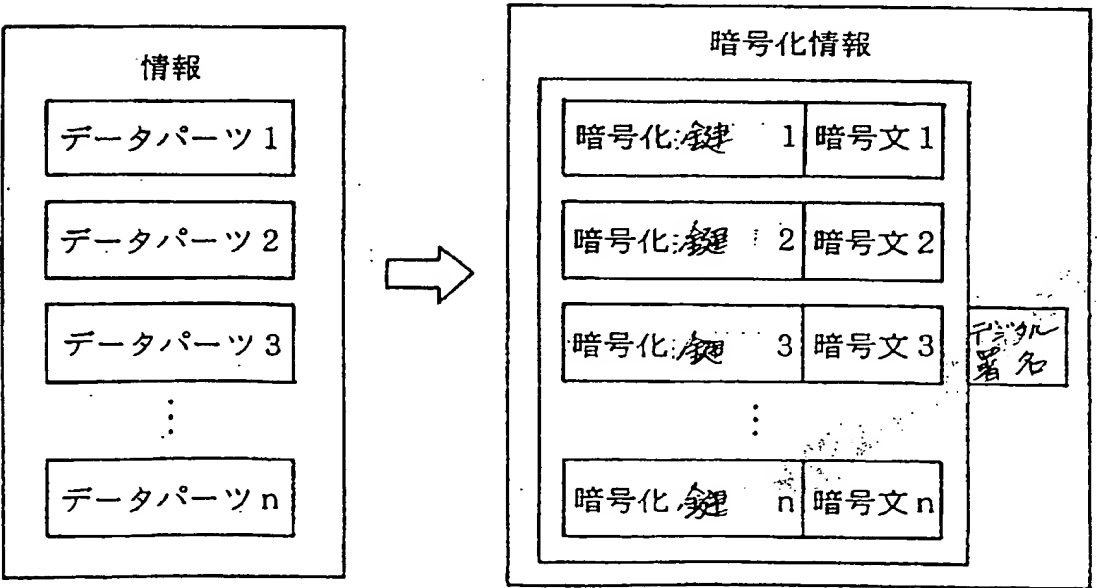 情報
データパーツ1
データパーツ2
データパーツ3
⋮
データパーツn
暗号化情報
暗号化鍵 1 暗号文1
暗号化鍵 2 暗号文2
暗号化鍵 3 暗号文3
⋮
暗号化鍵 n 暗号文n
デジタル
署名